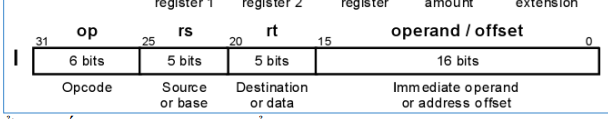 register 1 register 2 register amount extension
op rs rt operand / offset
31 25 20 15 0
I 6 bits 5 bits 5 bits 16 bits
Opcode Source Destination Immediate operand
or base or data or address offset